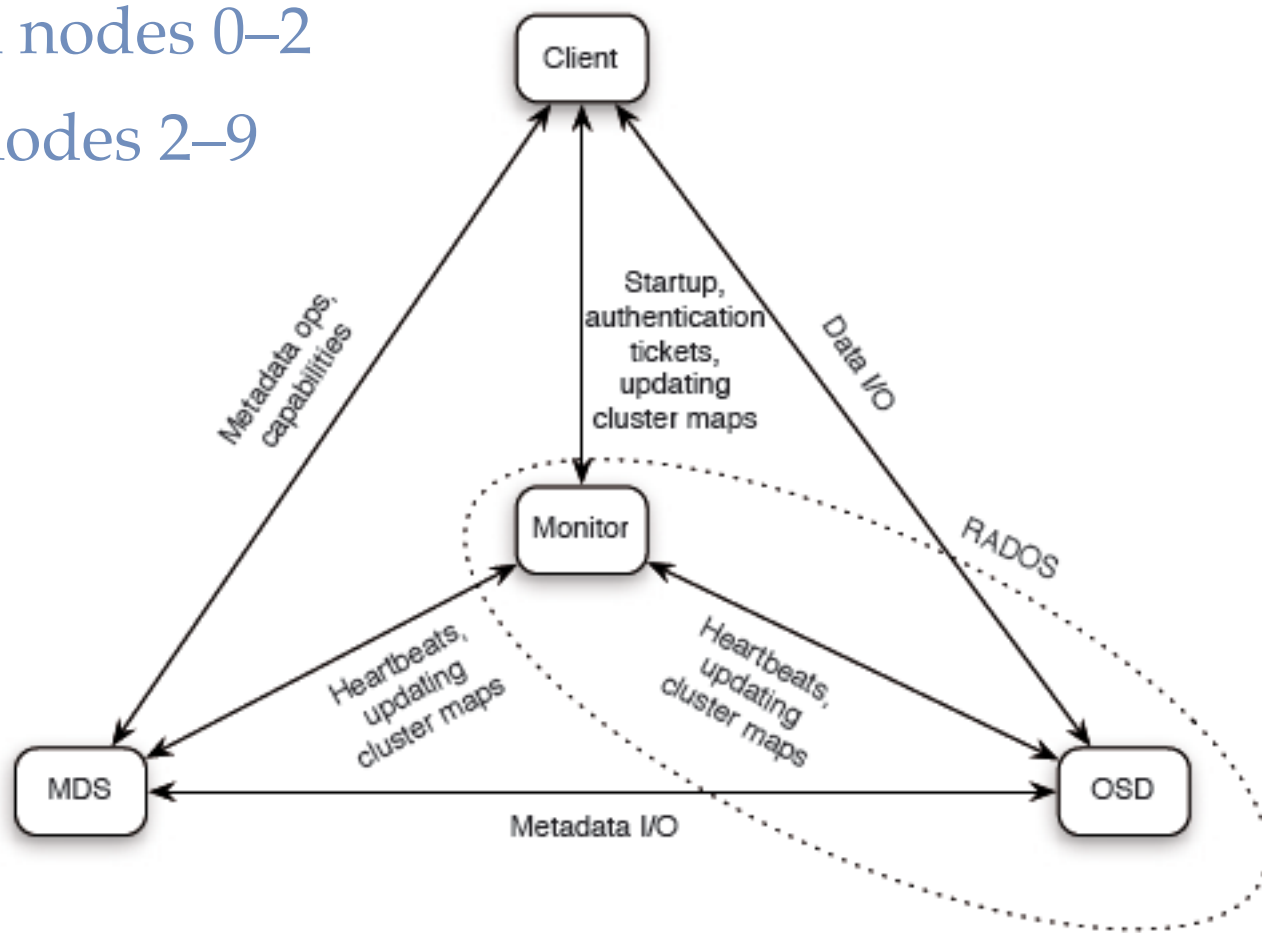 nodes 0–2
nodes 2–9
Client
Metadata ops,
capabilities
Startup,
authentication
tickets,
updating
cluster maps
Data I/O
Monitor
RADOS
Heartbeats,
updating
cluster maps
Heartbeats,
updating
cluster maps
MDS
OSD
Metadata I/O